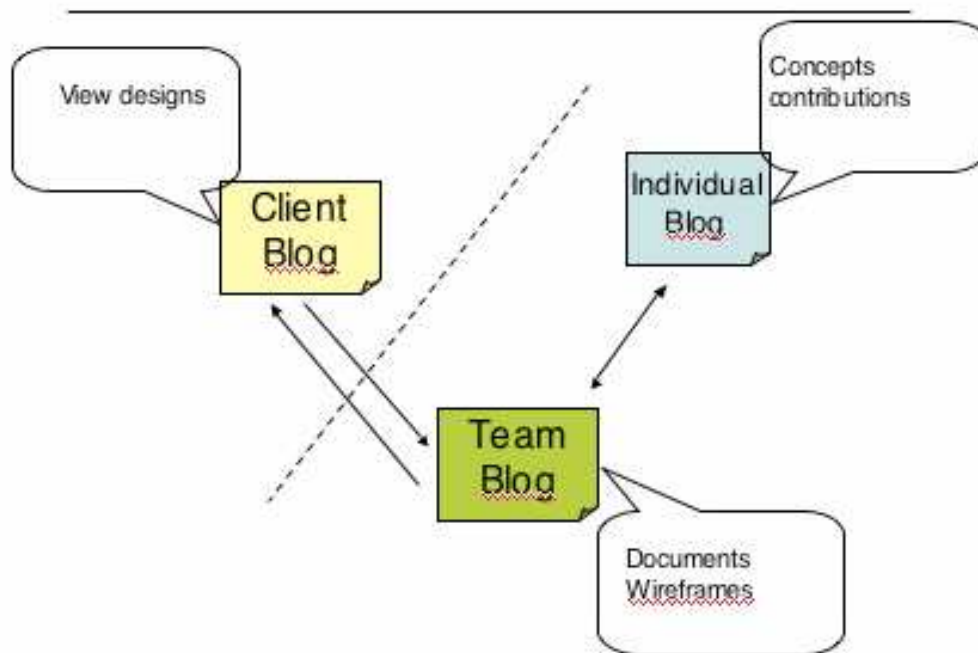 View designs
Concepts
contributions
Client
Blog
Individual
Blog
Team
Blog
Documents
Wireframes